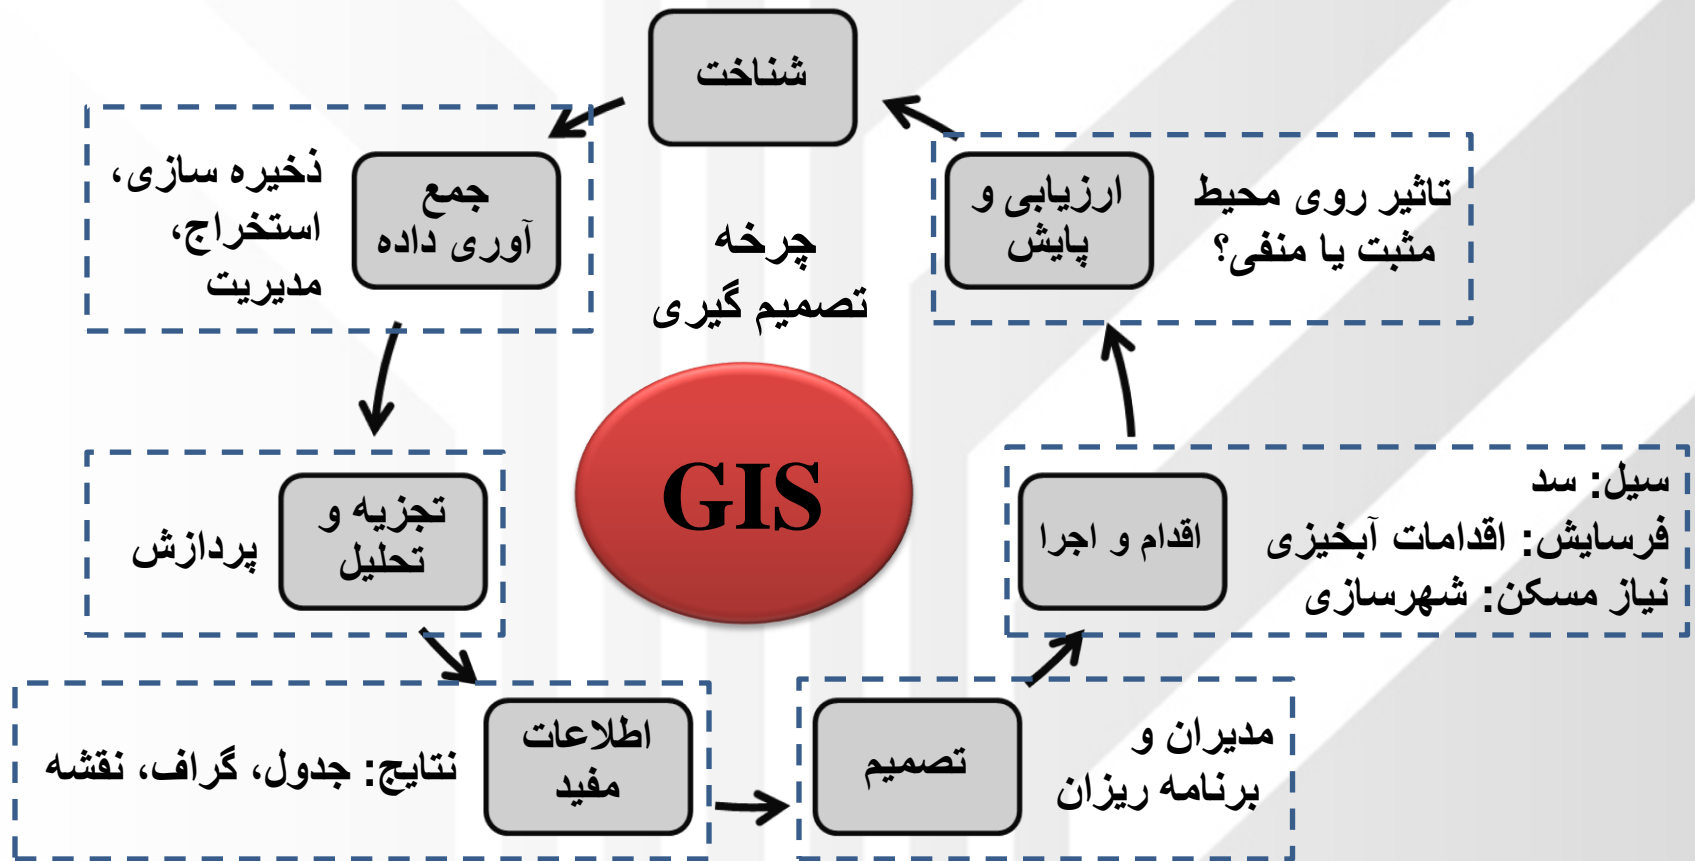 شناخت
جمع
آوری داده
ذخیره سازی،
استخراج،
مدیریت
تجزیه و
تحلیل
پردازش
اطلاعات
مفید
نتایج: جدول، گراف، نقشه
تصمیم
مدیران و
برنامه ریزان
اقدام و اجرا
سیل: سد
فرسایش: اقدامات آبخیزی
نیاز مسکن: شهرسازی
ارزیابی و
پایش
تاثیر روی محیط
مثبت یا منفی؟
چرخه
تصمیم گیری
GIS